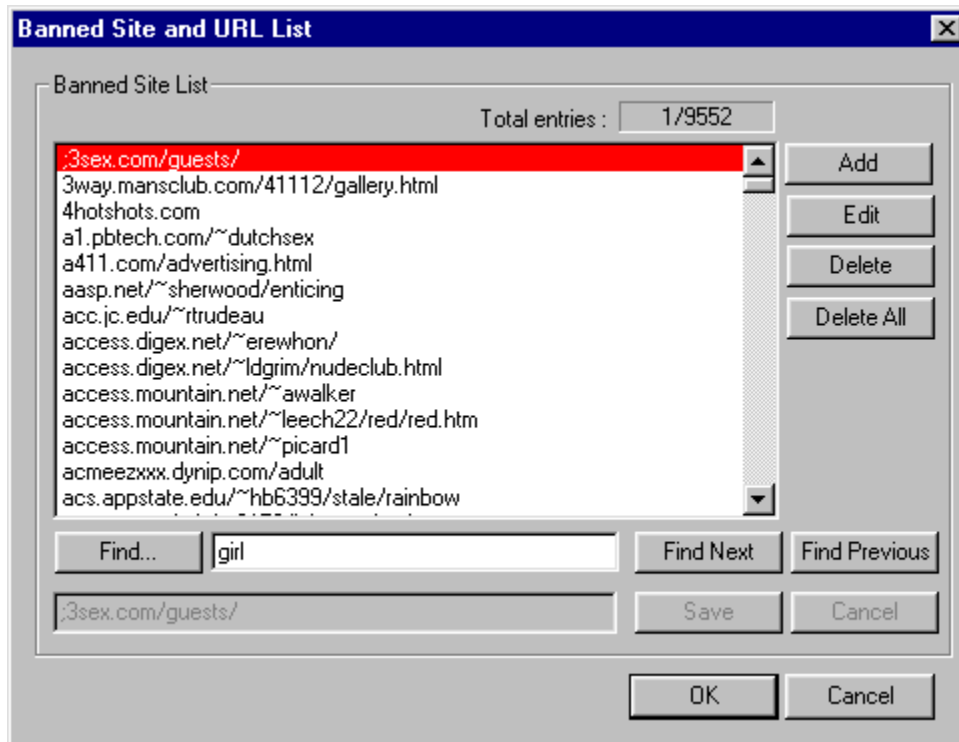 Banned Site and URL List
Banned Site List
Total entries : 1/9552
;3sex.com/guests/
3way.mansclub.com/41112/gallery.html
4hotshots.com
a1.pbtech.com/~dutchsex
a411.com/advertising.html
aasp.net/~sherwood/enticing
acc.jc.edu/~rtrudeau
access.digex.net/~erewhon/
access.digex.net/~ldgrim/nudeclub.html
access.mountain.net/~awalker
access.mountain.net/~leech22/red/red.htm
access.mountain.net/~picard1
acmeezxxx.dynip.com/adult
acs.appstate.edu/~hb6399/stale/rainbow
Add
Edit
Delete
Delete All
Find... girl Find Next Find Previous
;3sex.com/guests/ Save Cancel
OK Cancel